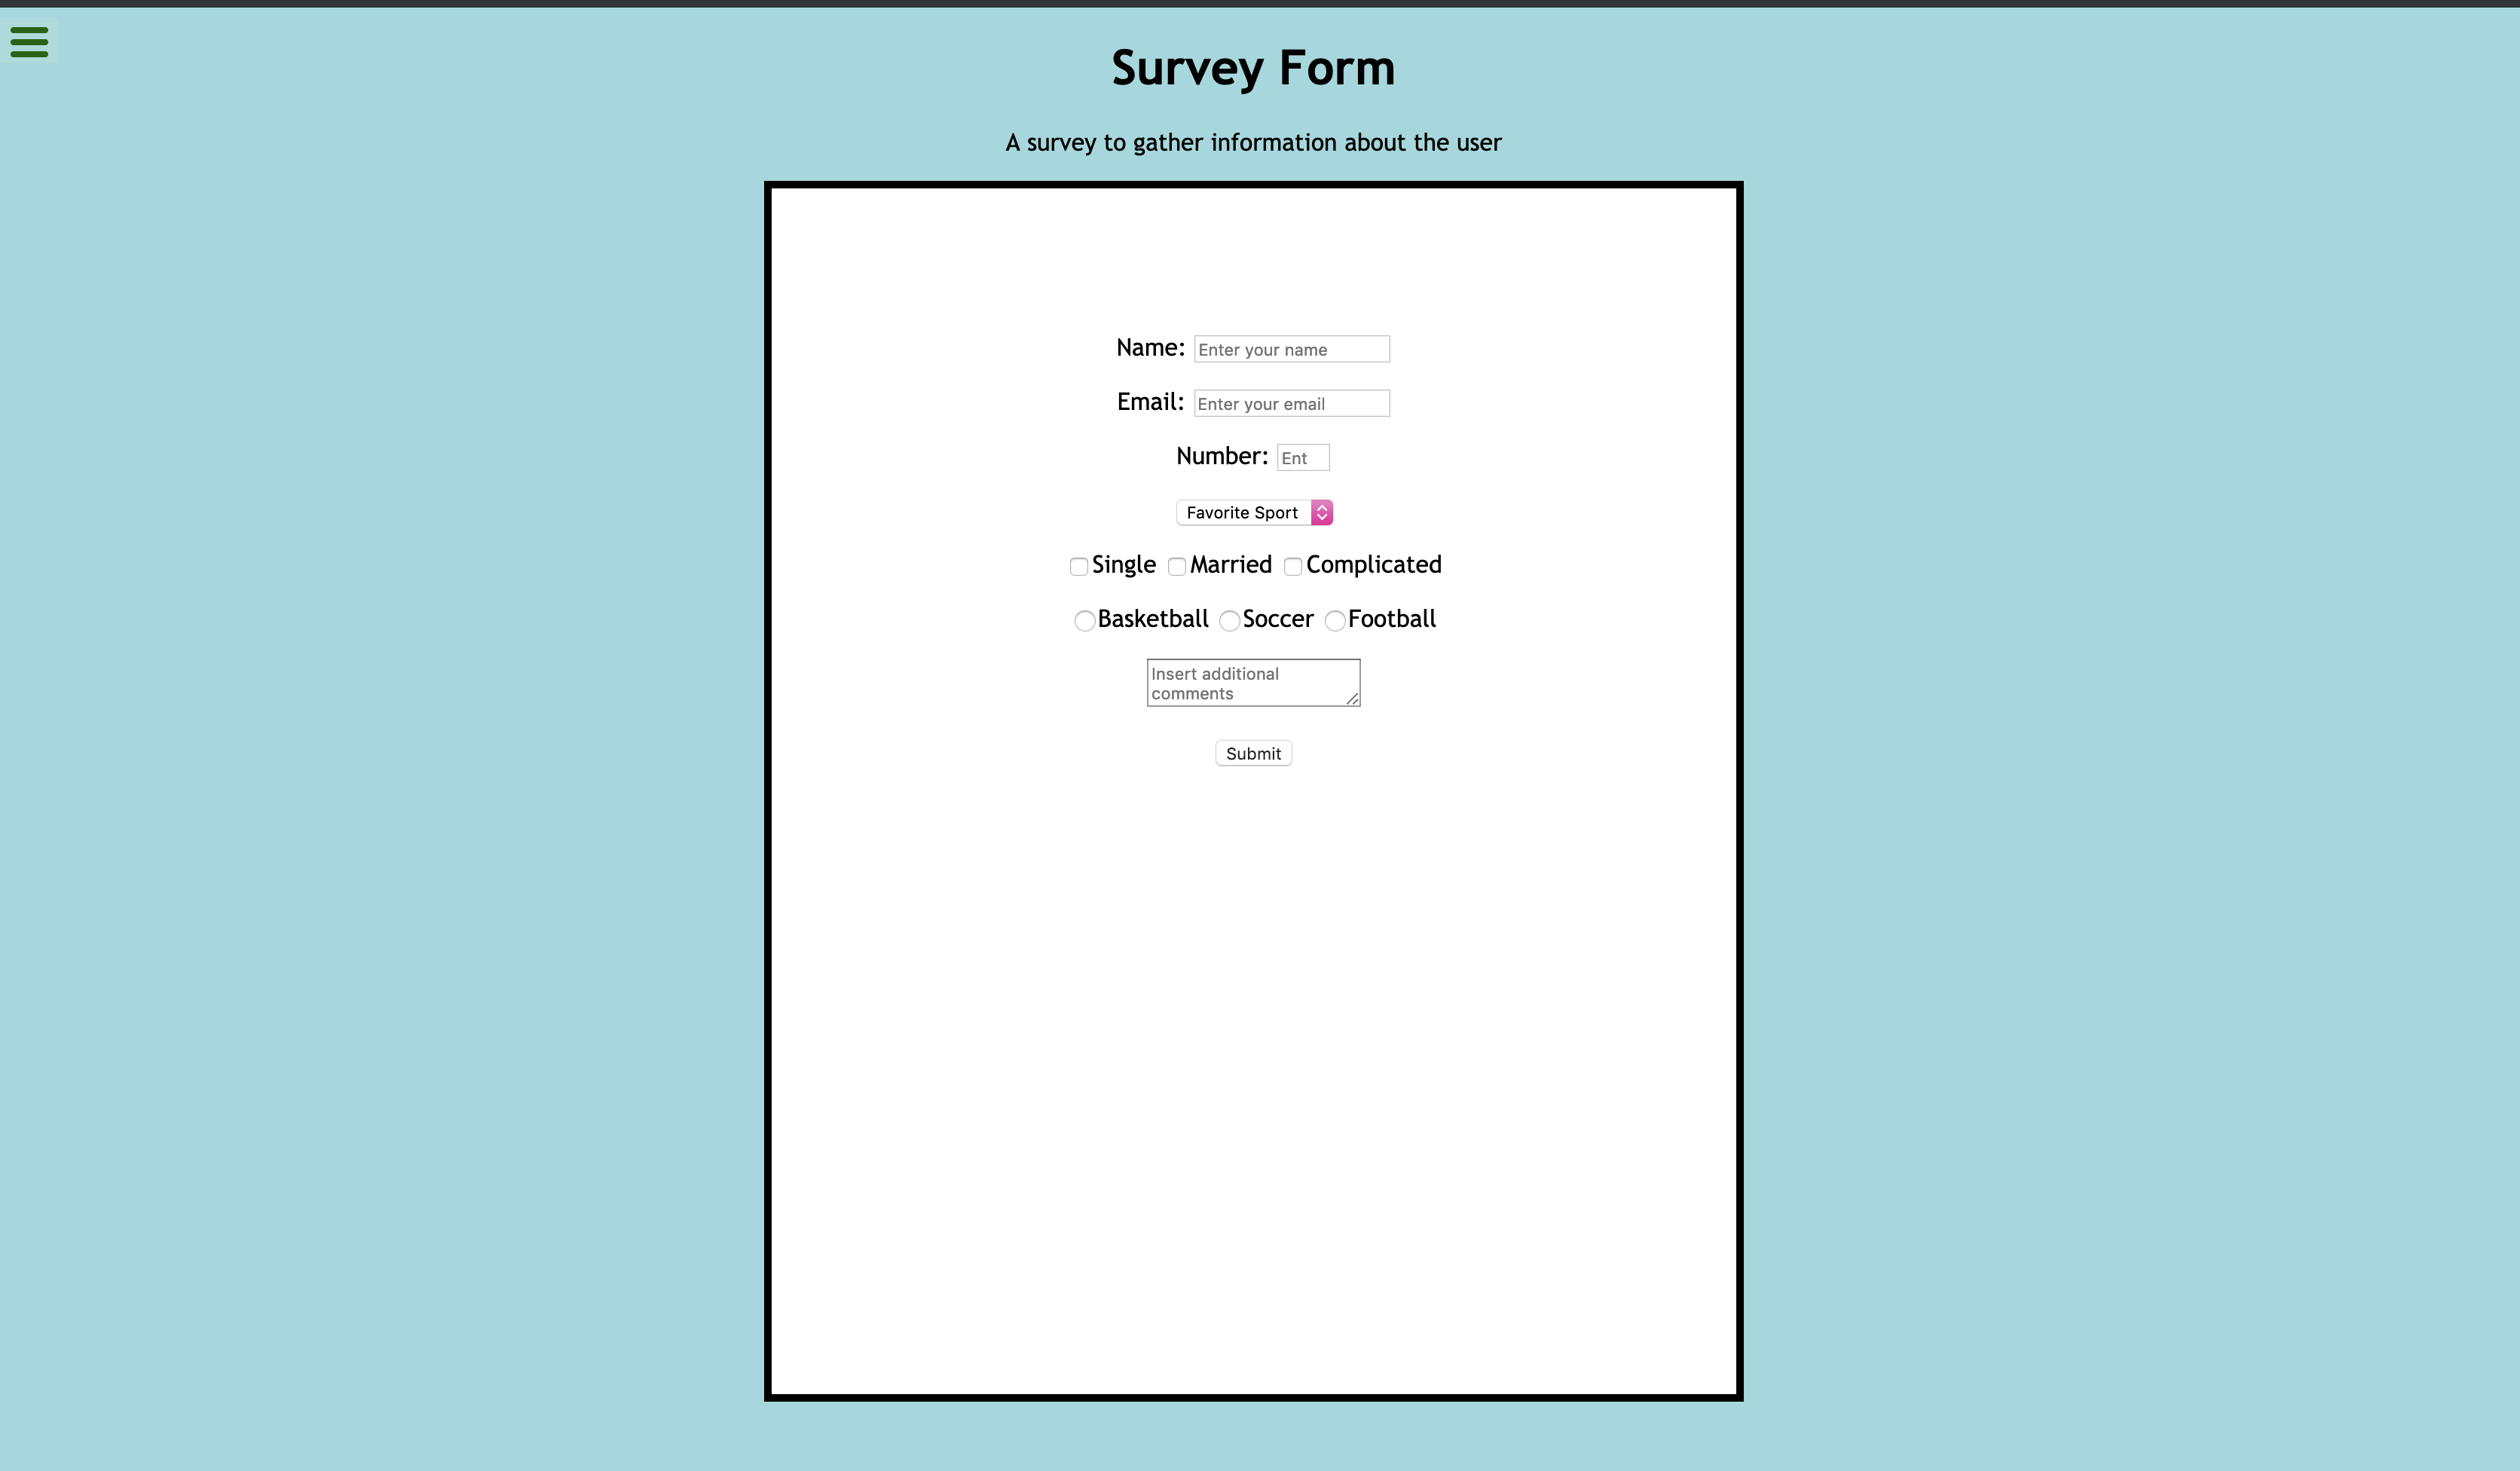 Survey Form
A survey to gather information about the user
Name: Enter your name
Email: Enter your email
Number: Ent
Favorite Sport
Single Married Complicated
Basketball Soccer Football
Insert additional
comments
Submit